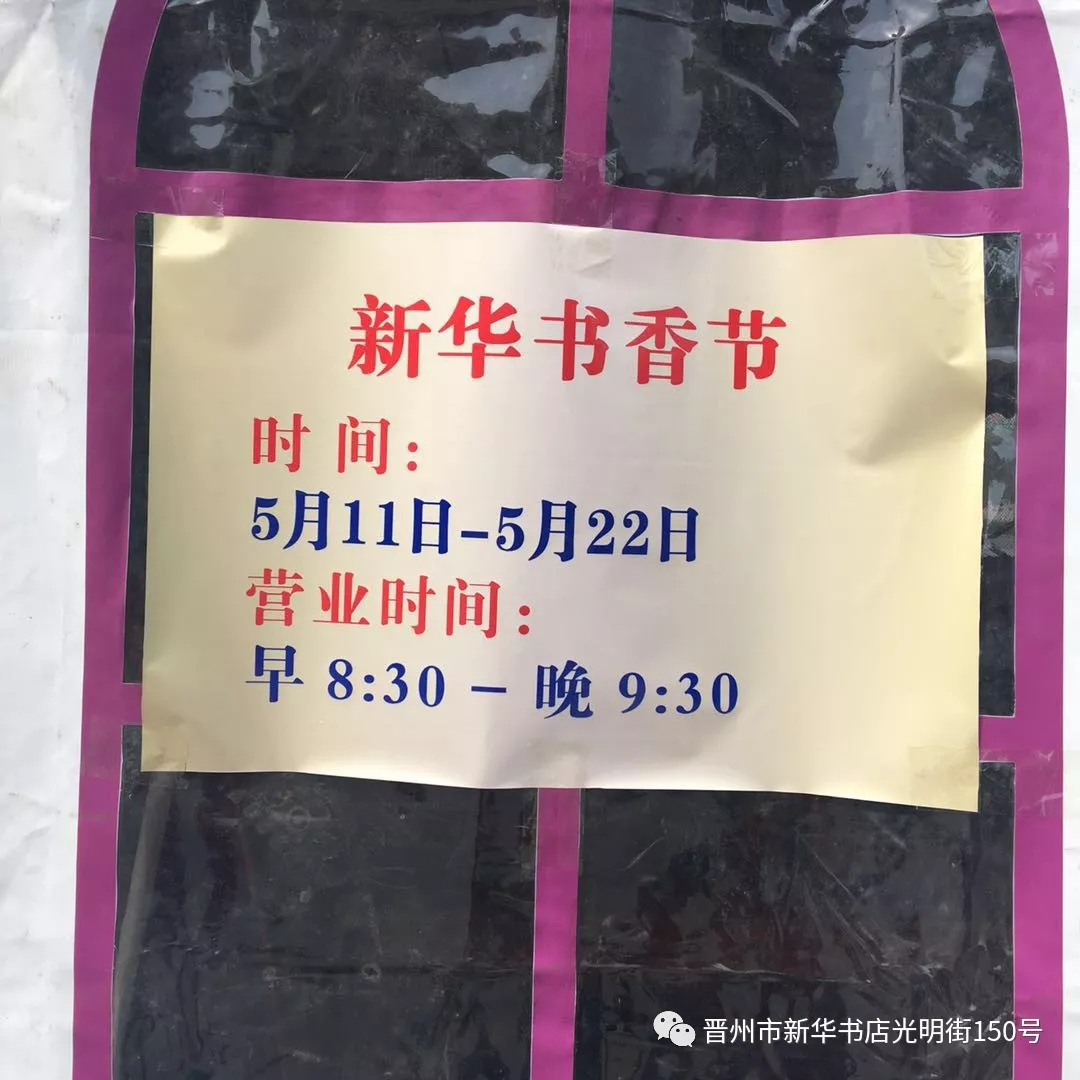 新华书香节
时 间：
5月11日-5月22日
营业时间：
早 8:30 - 晚 9:30
晋州市新华书店光明街150号